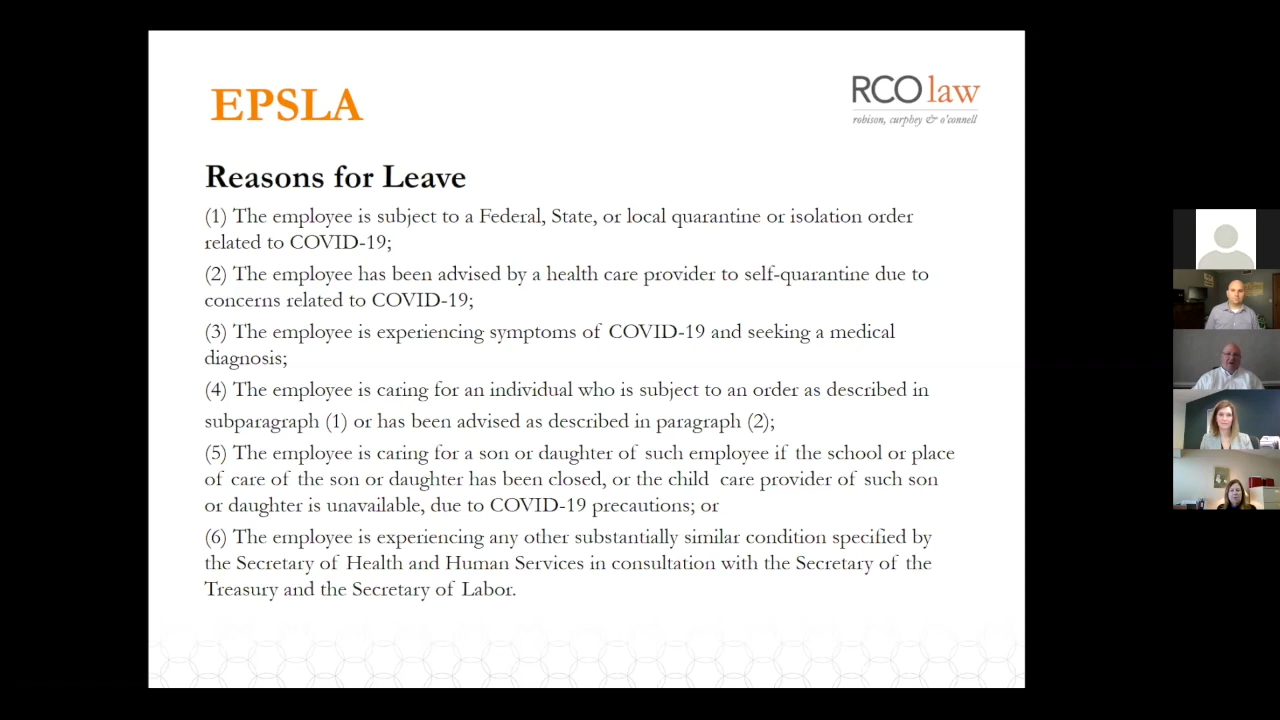 EPSLA
RCO law
robison, curphey & o'connell
Reasons for Leave
(1) The employee is subject to a Federal, State, or local quarantine or isolation order
related to COVID-19;
(2) The employee has been advised by a health care provider to self-quarantine due to
concerns related to COVID-19;
(3) The employee is experiencing symptoms of COVID-19 and seeking a medical
diagnosis;
(4) The employee is caring for an individual who is subject to an order as described in
subparagraph (1) or has been advised as described in paragraph (2);
(5) The employee is caring for a son or daughter of such employee if the school or place
of care of the son or daughter has been closed, or the child care provider of such son
or daughter is unavailable, due to COVID-19 precautions; or
(6) The employee is experiencing any other substantially similar condition specified by
the Secretary of Health and Human Services in consultation with the Secretary of the
Treasury and the Secretary of Labor.